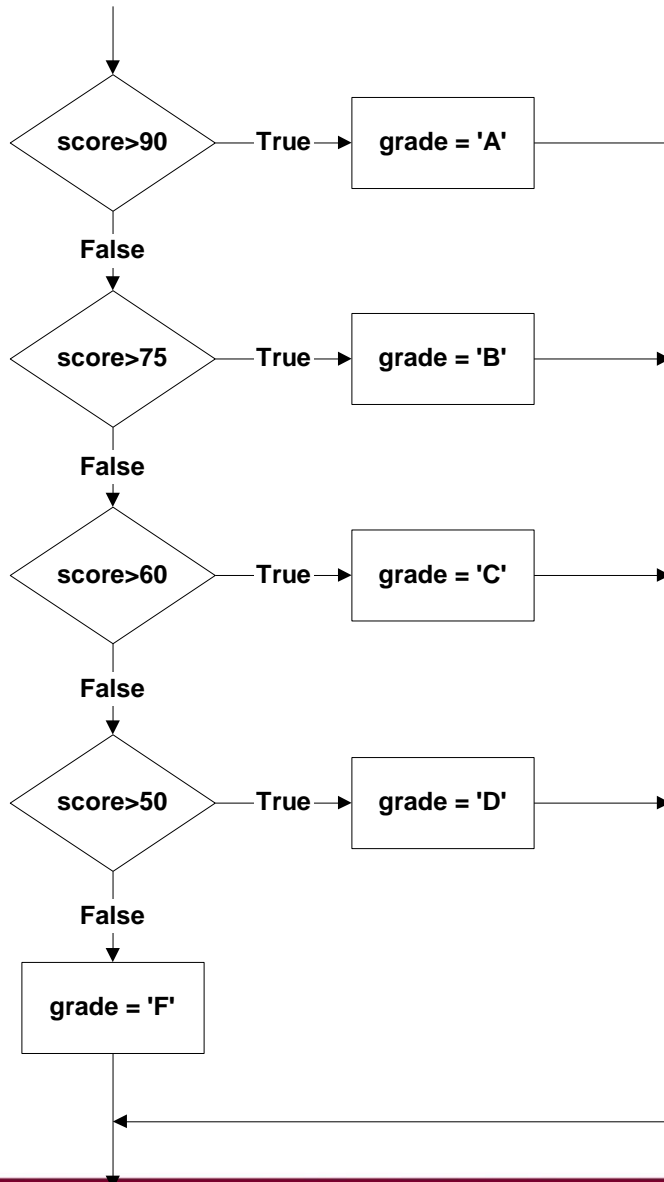 score>90
True
grade = 'A'
False
score>75
True
grade = 'B'
False
score>60
True
grade = 'C'
False
score>50
True
grade = 'D'
False
grade = 'F'